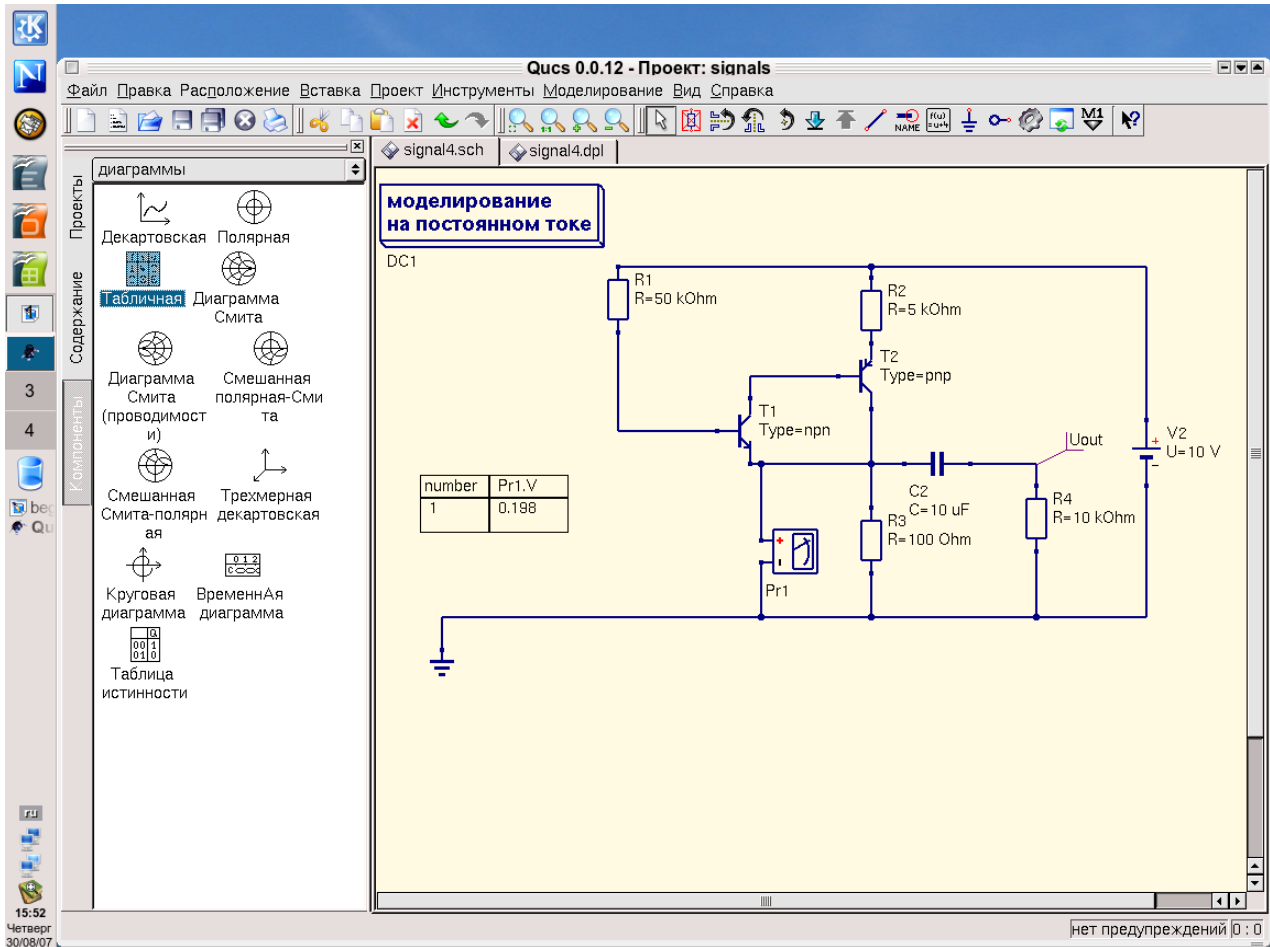 Qucs 0.0.12 - Проект: signals
Файл Правка Расположение Вставка Проект Инструменты Моделирование Вид Справка
NAME
M1
signal4.sch
signal4.dpl
Проекты
Содержание
Компоненты
диаграммы
Декартовская
Полярная
Табличная
Диаграмма
Смита
Диаграмма
Смита
(проводимост
и)
Смешанная
полярная-Сми
та
Смешанная
Смита-полярн
ая
Трехмерная
декартовская
Круговая
диаграмма
ВременнАя
диаграмма
Таблица
истинности
моделирование
на постоянном токе
DC1
R1
R=50 kOhm
R2
R=5 kOhm
T2
Type=pnp
T1
Type=npn
Uout
V2
U=10 V
number Pr1.V
1 0.198
C2
C=10 uF
R3
R=100 Ohm
R4
R=10 kOhm
Pr1
3
4
be
Qu
ru
15:52
Четверг
30/08/07
нет предупреждений 0 : 0